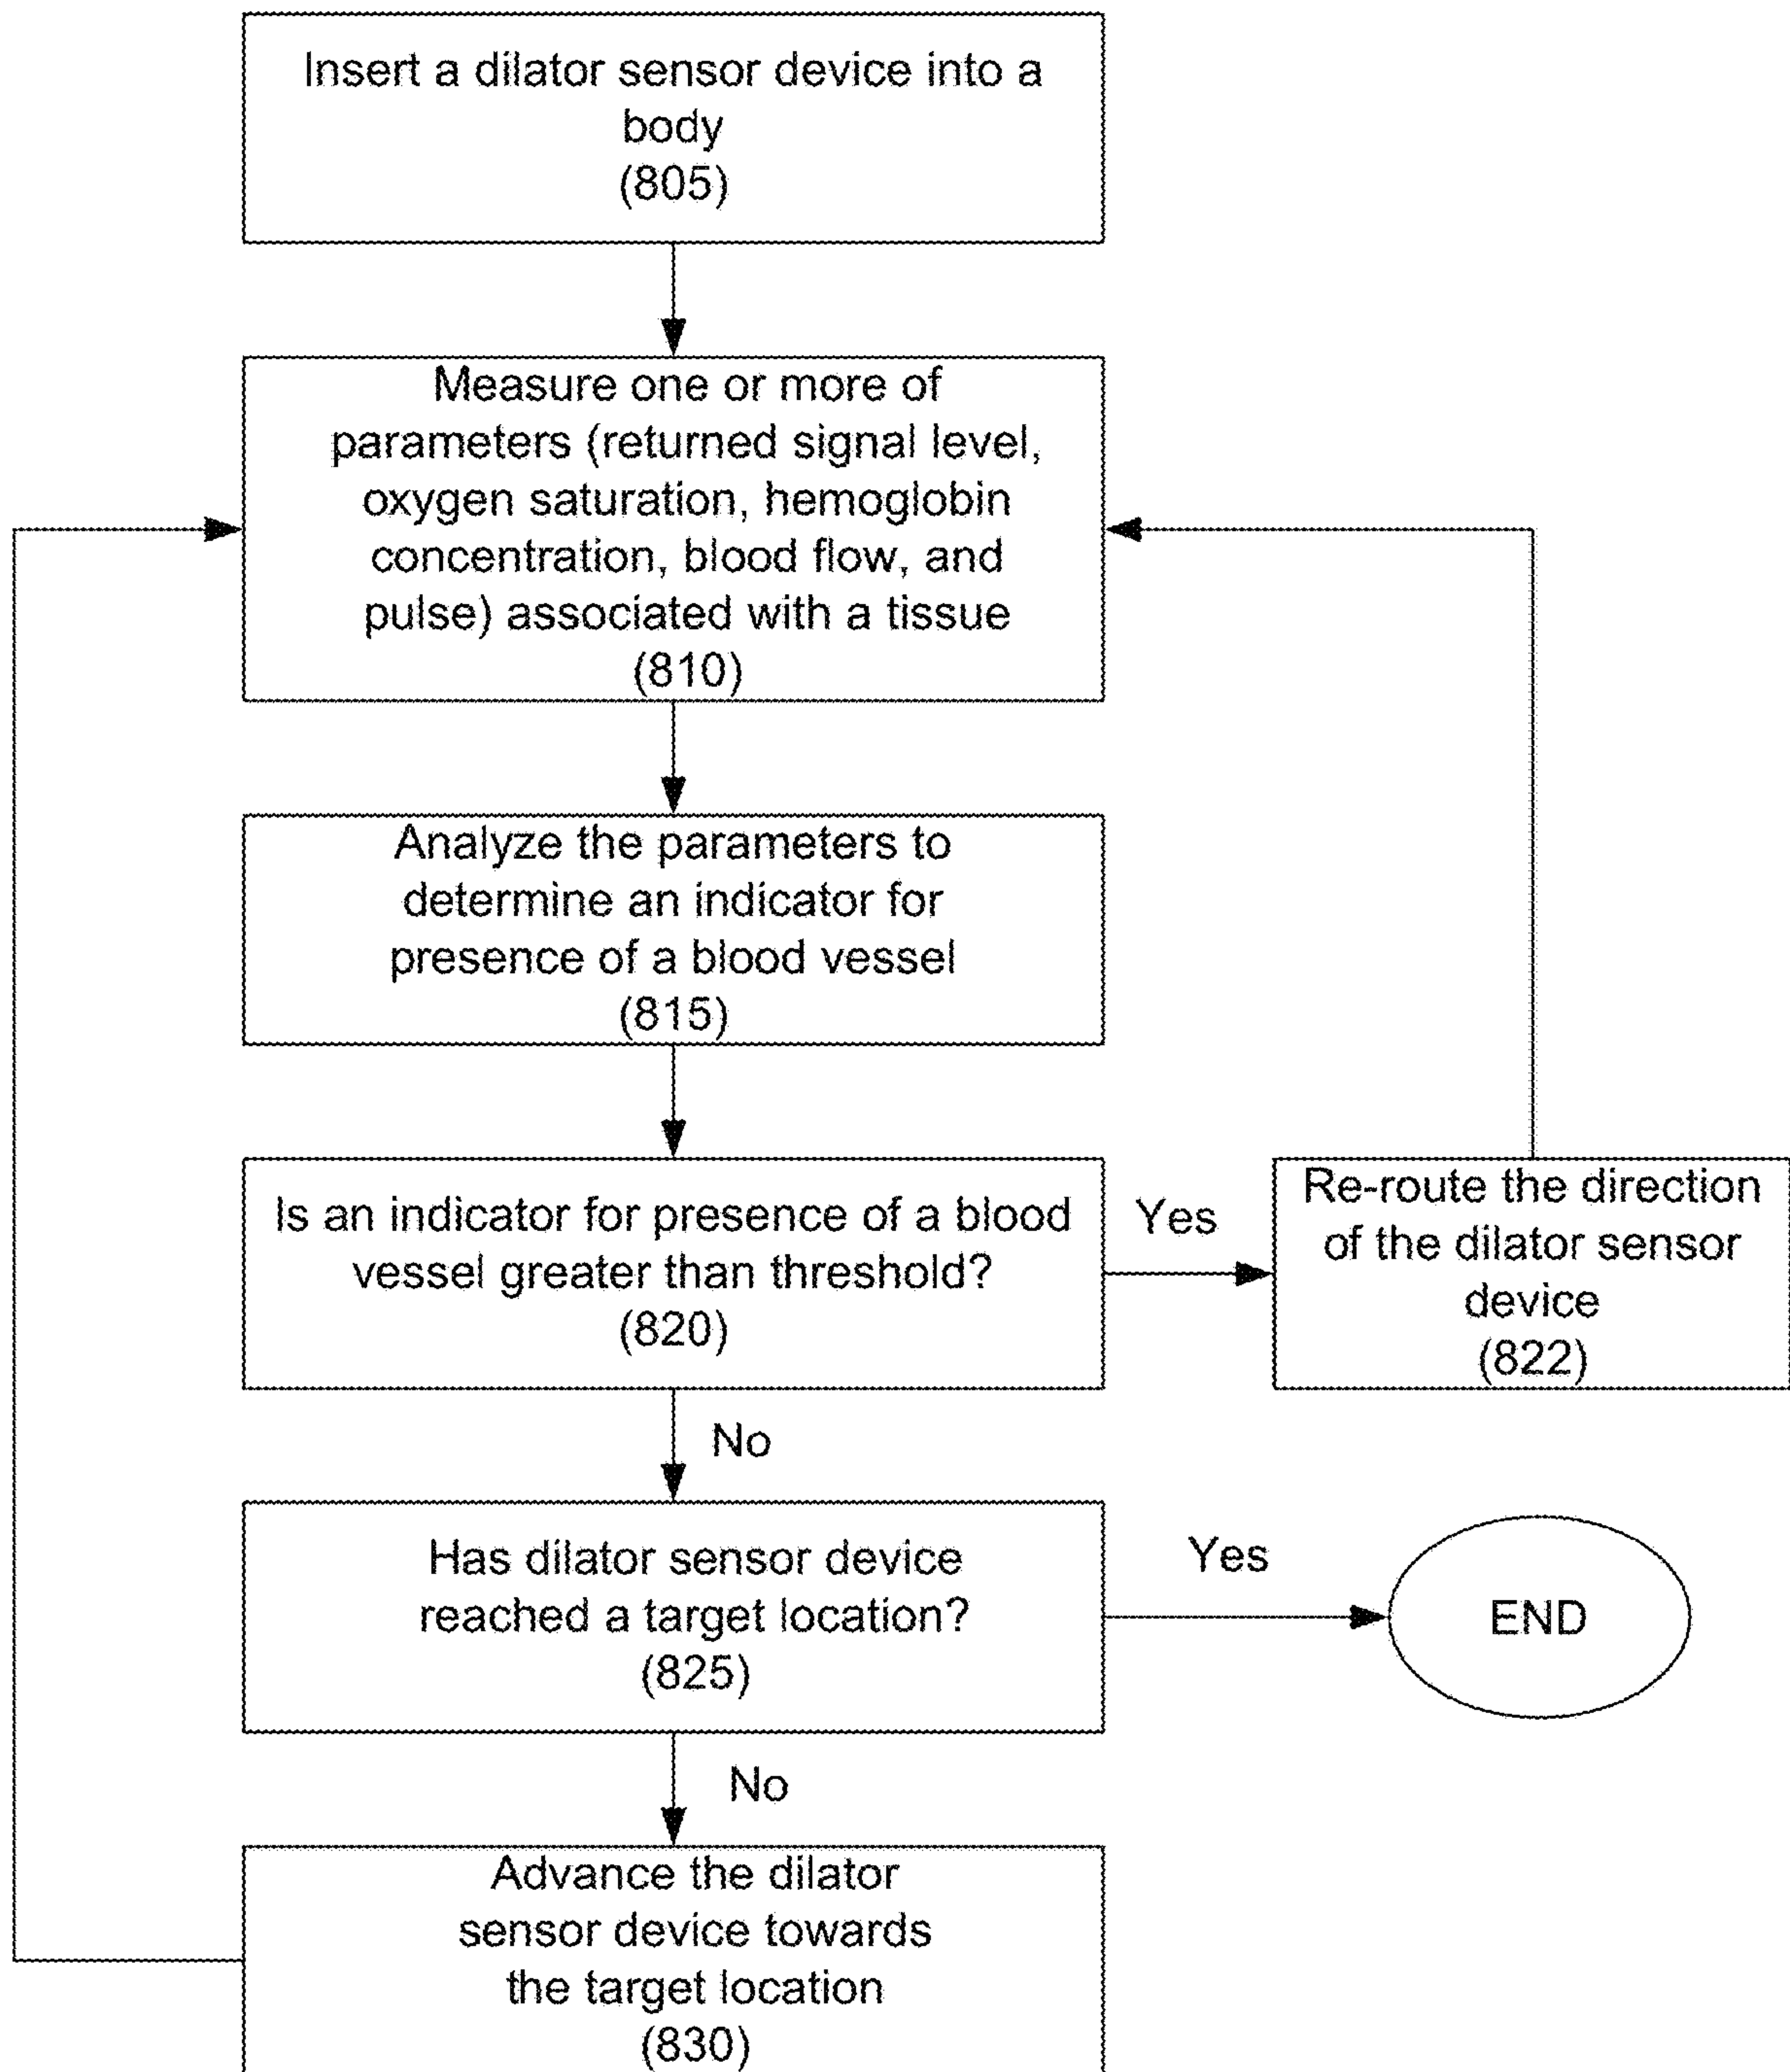 Insert a dilator sensor device into a
body
(805)
Measure one or more of
parameters (returned signal level,
oxygen saturation, hemoglobin
concentration, blood flow, and
pulse) associated with a tissue
(810)
Analyze the parameters to
determine an indicator for
presence of a blood vessel
(815)
Is an indicator for presence of a blood
vessel greater than threshold?
(820)
Yes
Re-route the direction
of the dilator sensor
device
(822)
No
Has dilator sensor device
reached a target location?
(825)
Yes
END
No
Advance the dilator
sensor device towards
the target location
(830)